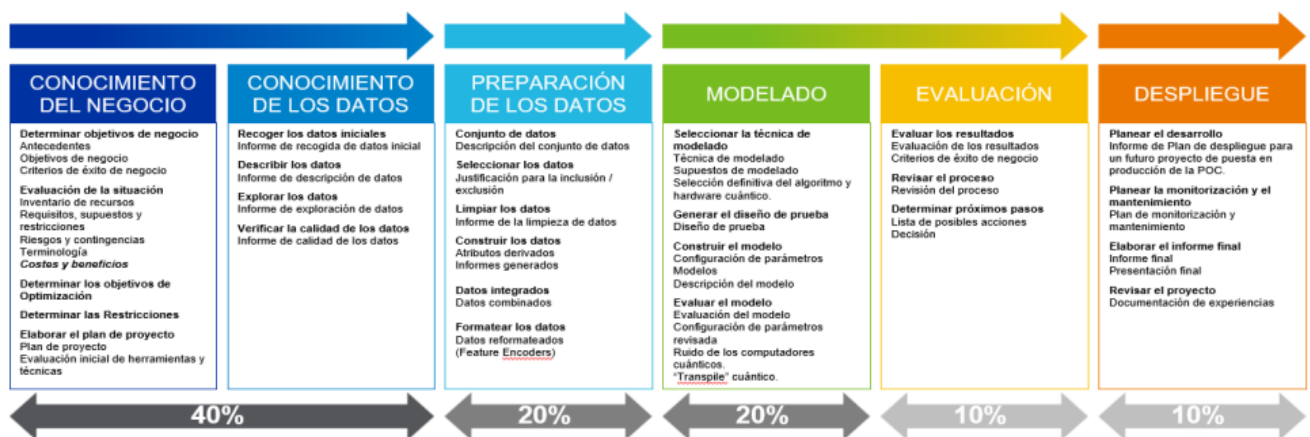 CONOCIMIENTO
DEL NEGOCIO
Determinar objetivos de negocio
Antecedentes
Objetivos de negocio
Criterios de éxito de negocio
Evaluación de la situación
Inventario de recursos
Requisitos, supuestos y
restricciones
Riesgos y contingencias
Terminología
Costes y beneficios
Determinar los objetivos de
Optimización
Determinar las Restricciones
Elaborar el plan de proyecto
Plan de proyecto
Evaluación inicial de herramientas y
técnicas
CONOCIMIENTO
DE LOS DATOS
Recoger los datos iniciales
Informe de recogida de datos inicial
Describir los datos
Informe de descripción de datos
Explorar los datos
Informe de exploración de datos
Verificar la calidad de los datos
Informe de calidad de los datos
PREPARACIÓN
DE LOS DATOS
Conjunto de datos
Descripción del conjunto de datos
Seleccionar los datos
Justificación para la inclusión /
exclusión
Limpiar los datos
Informe de la limpieza de datos
Construir los datos
Atributos derivados
Informes generados
Datos integrados
Datos combinados
Formatear los datos
Datos reformateados
(Feature Encoders)
MODELADO
Seleccionar la técnica de
modelado
Técnica de modelado
Supuestos de modelado
Selección definitiva del algoritmo y
hardware cuántico.
Generar el diseño de prueba
Diseño de prueba
Construir el modelo
Configuración de parámetros
Modelos
Descripción del modelo
Evaluar el modelo
Evaluación del modelo
Configuración de parámetros
revisada
Ruido de los computadores
cuánticos.
"Transpile" cuántico.
EVALUACIÓN
Evaluar los resultados
Evaluación de los resultados
Criterios de éxito de negocio
Revisar el proceso
Revisión del proceso
Determinar próximos pasos
Lista de posibles acciones
Decisión
DESPLIEGUE
Planear el desarrollo
Informe de Plan de despliegue para
un futuro proyecto de puesta en
producción de la POC.
Planear la monitorización y el
mantenimiento
Plan de monitorización y
mantenimiento
Elaborar el informe final
Informe final
Presentación final
Revisar el proyecto
Documentación de experiencias
40%
20%
20%
10%
10%